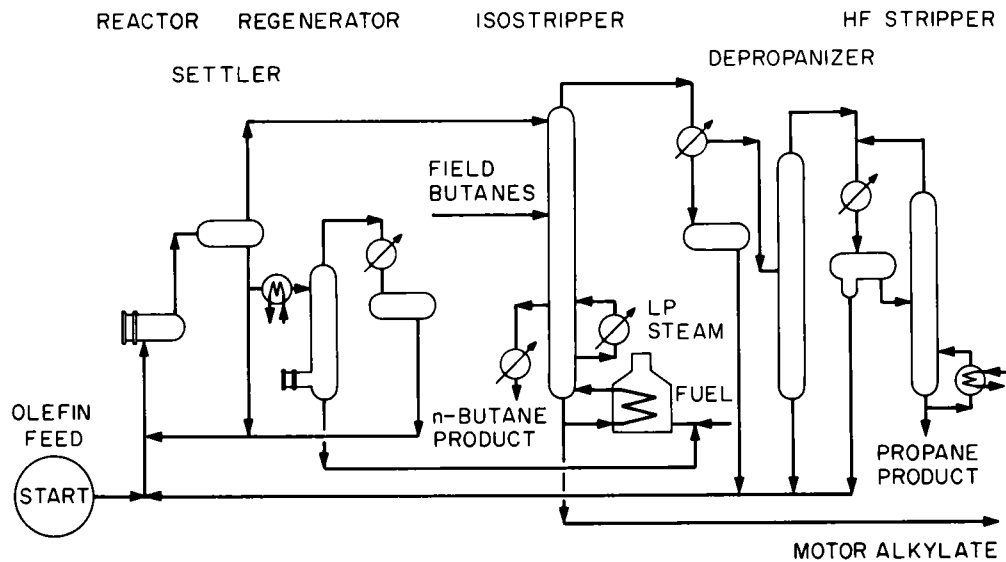 REACTOR
REGENERATOR
ISOSTRIPPER
HF STRIPPER
SETTLER
DEPROPANIZER
FIELD
BUTANES
LP
STEAM
FUEL
OLEFIN
FEED
n-BUTANE
PRODUCT
PROPANE
PRODUCT
START
MOTOR ALKYLATE